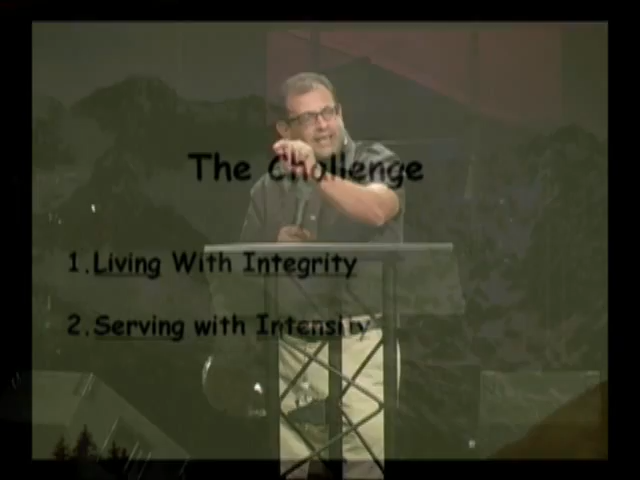 The Challenge
1. Living With Integrity
2. Serving with Intensity